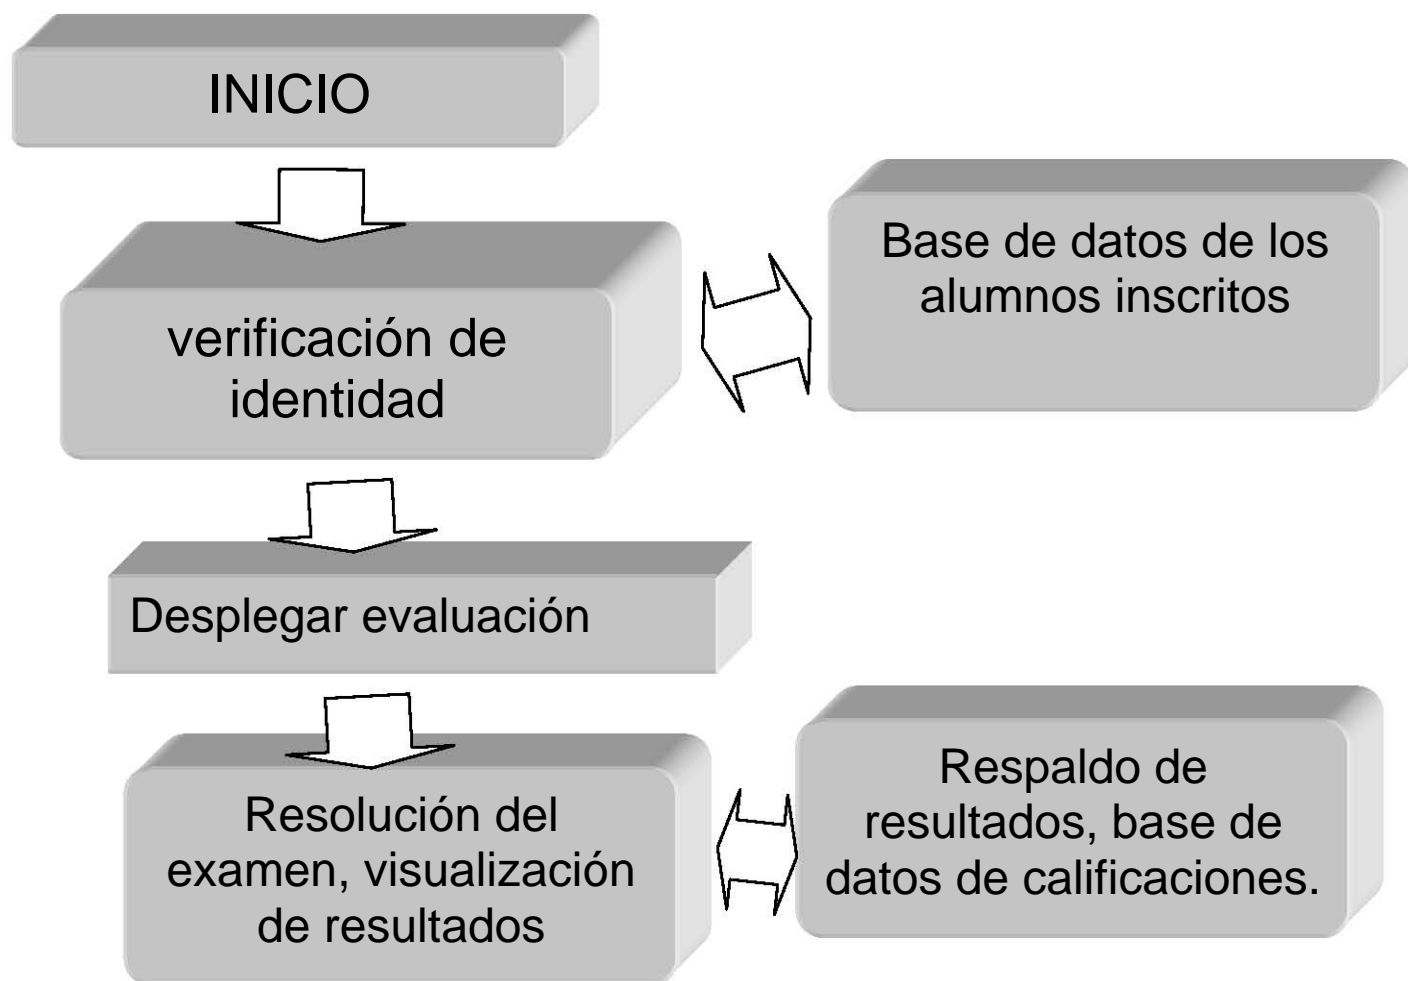 INICIO
Base de datos de los
alumnos inscritos
verificación de
identidad
Desplegar evaluación
Resolución del
examen, visualización
de resultados
Respaldo de
resultados, base de
datos de calificaciones.